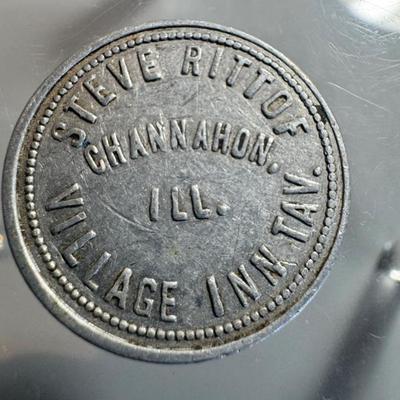 STEVE RITTOF
CHANNAHON.
ILL.
VILLAGE INN TAV.